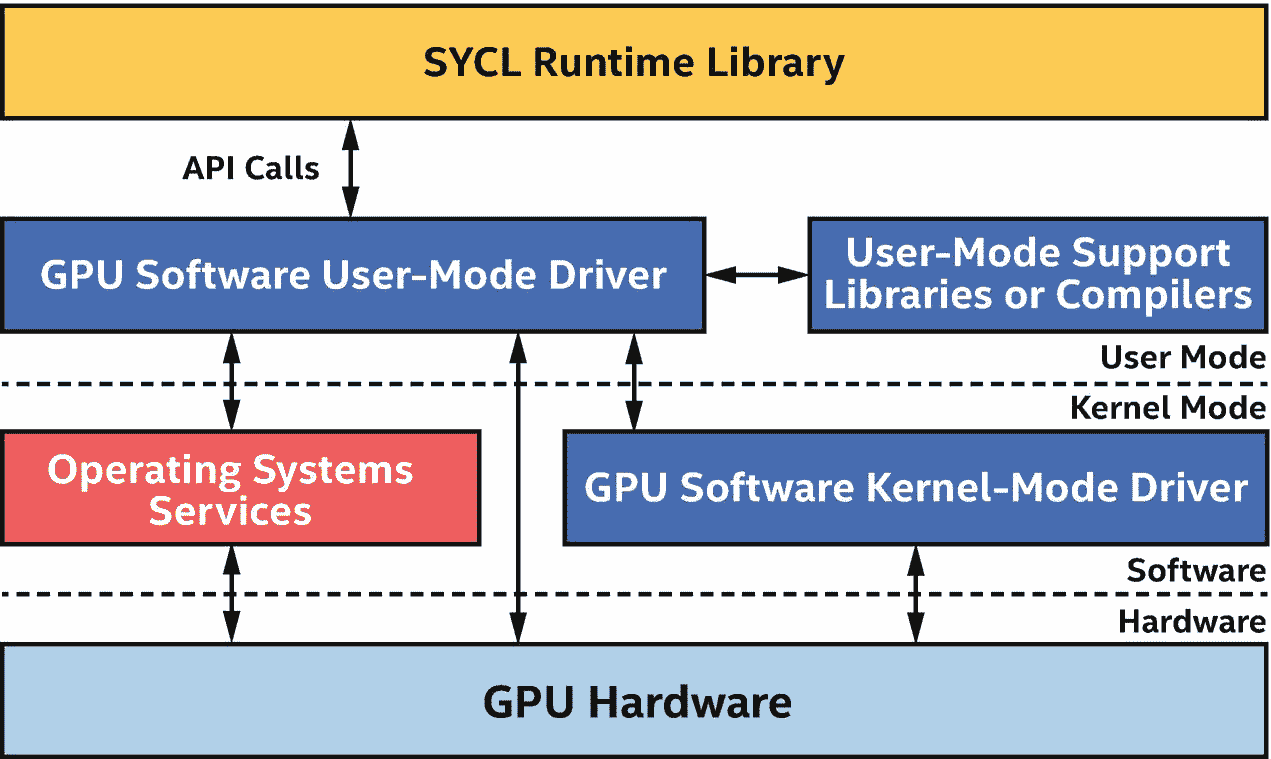 SYCL Runtime Library
API Calls
GPU Software User-Mode Driver
User-Mode Support
Libraries or Compilers
User Mode
Kernel Mode
Operating Systems
Services
GPU Software Kernel-Mode Driver
Software
Hardware
GPU Hardware